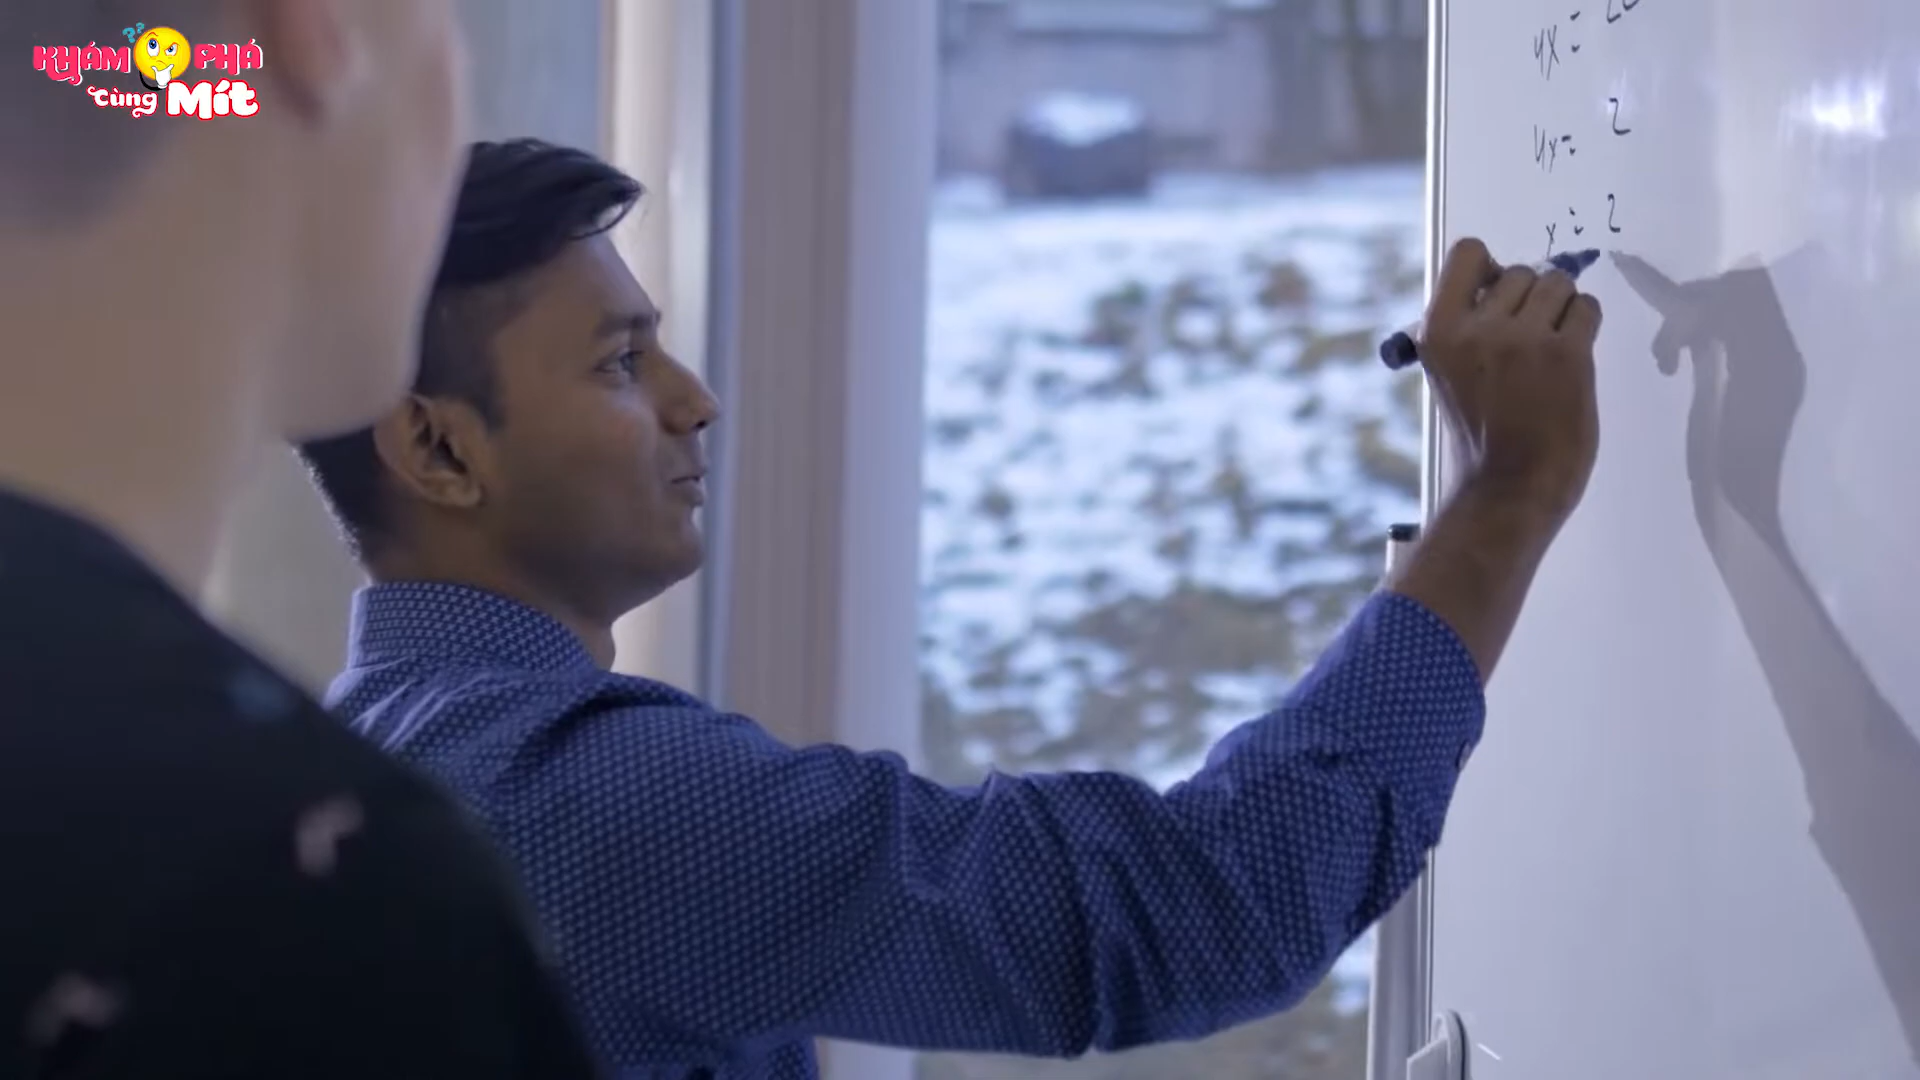 KHÁM PHÁ
cùng Mít
4x =
4x = 2
x = 2